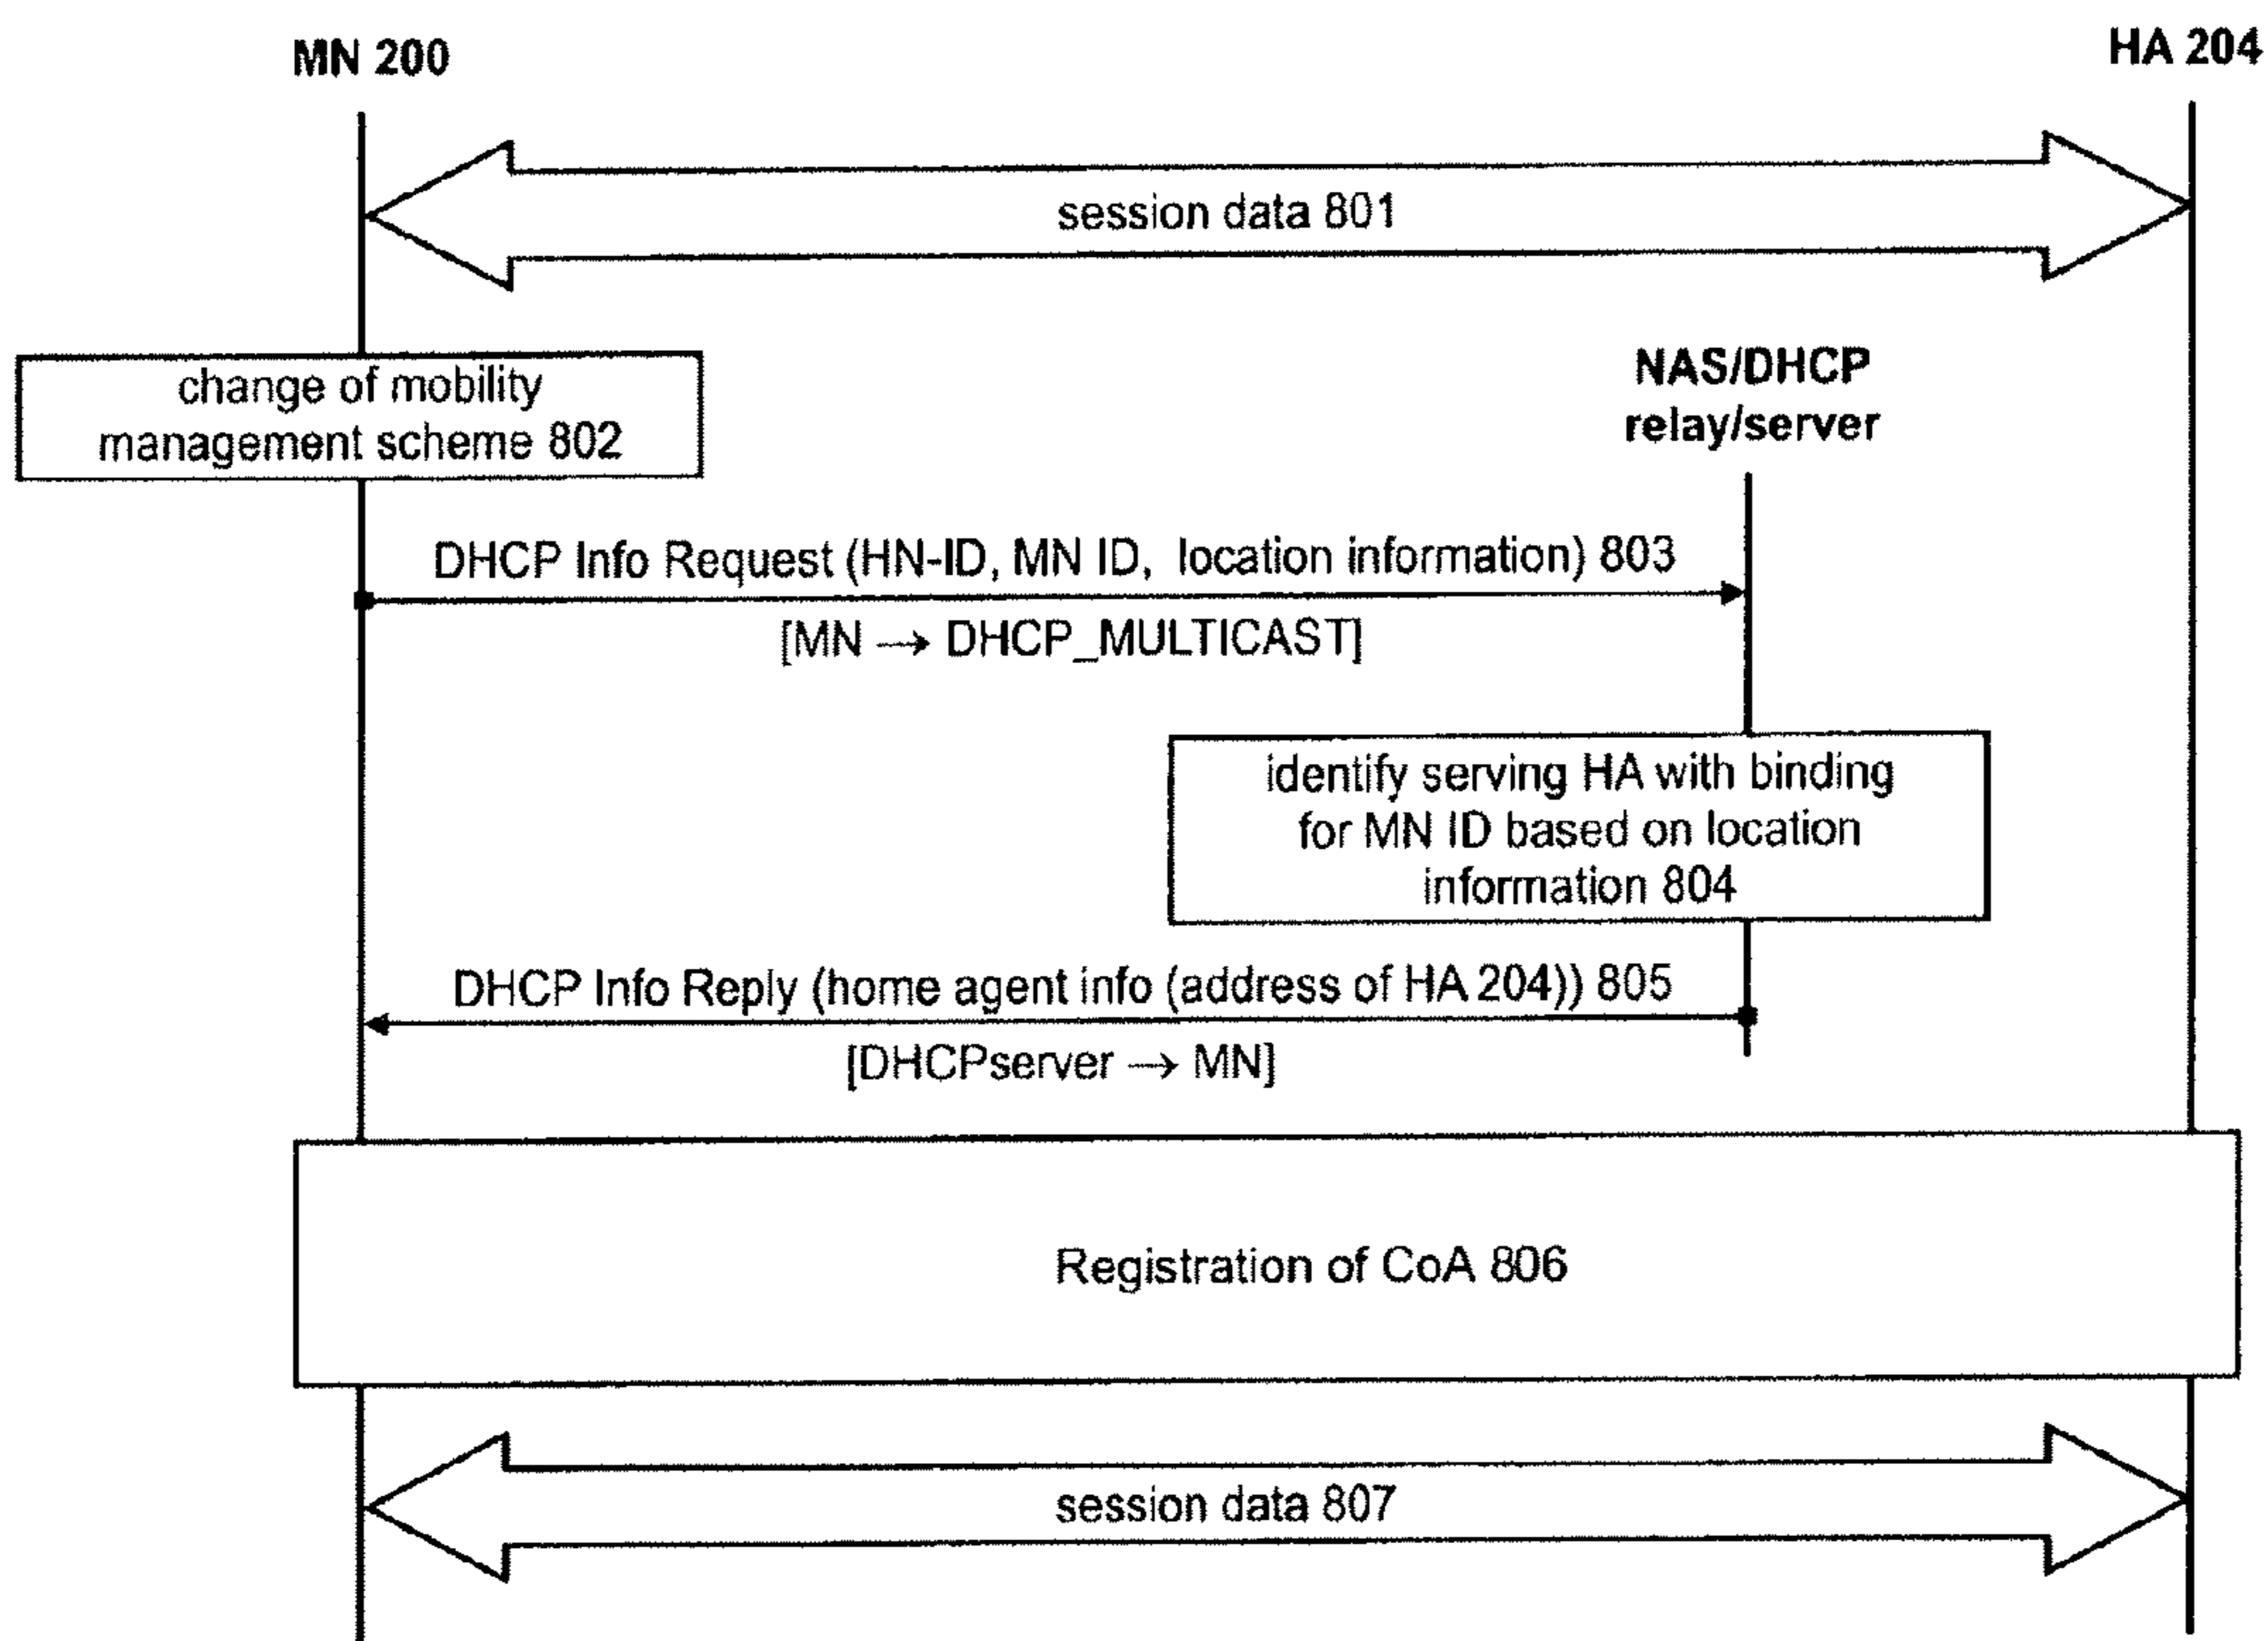 MN 200
HA 204
session data 801
change of mobility
management scheme 802
NAS/DHCP
relay/server
DHCP Info Request (HN-ID, MN ID, location information) 803
[MN → DHCP_MULTICAST]
identify serving HA with binding
for MN ID based on location
information 804
DHCP Info Reply (home agent info (address of HA 204)) 805
[DHCPserver → MN]
Registration of CoA 806
session data 807